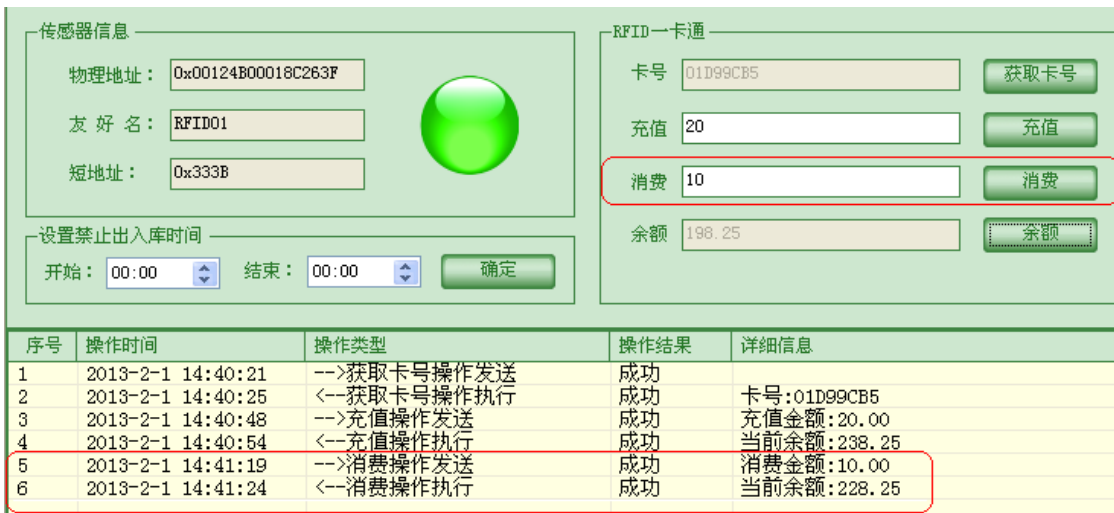 传感器信息
物理地址： 0x00124B00018C263F
友 好 名： RFID01
短地址： 0x333B
设置禁止出入库时间
开始： 00:00 结束： 00:00 确定
RFID一卡通
卡号 01D99CB5 获取卡号
充值 20 充值
消费 10 消费
余额 198.25 余额
序号 操作时间 操作类型 操作结果 详细信息
1 2013-2-1 14:40:21 -->获取卡号操作发送 成功
2 2013-2-1 14:40:25 <--获取卡号操作执行 成功 卡号:01D99CB5
3 2013-2-1 14:40:48 -->充值操作发送 成功 充值金额:20.00
4 2013-2-1 14:40:54 <--充值操作执行 成功 当前余额:238.25
5 2013-2-1 14:41:19 -->消费操作发送 成功 消费金额:10.00
6 2013-2-1 14:41:24 <--消费操作执行 成功 当前余额:228.25